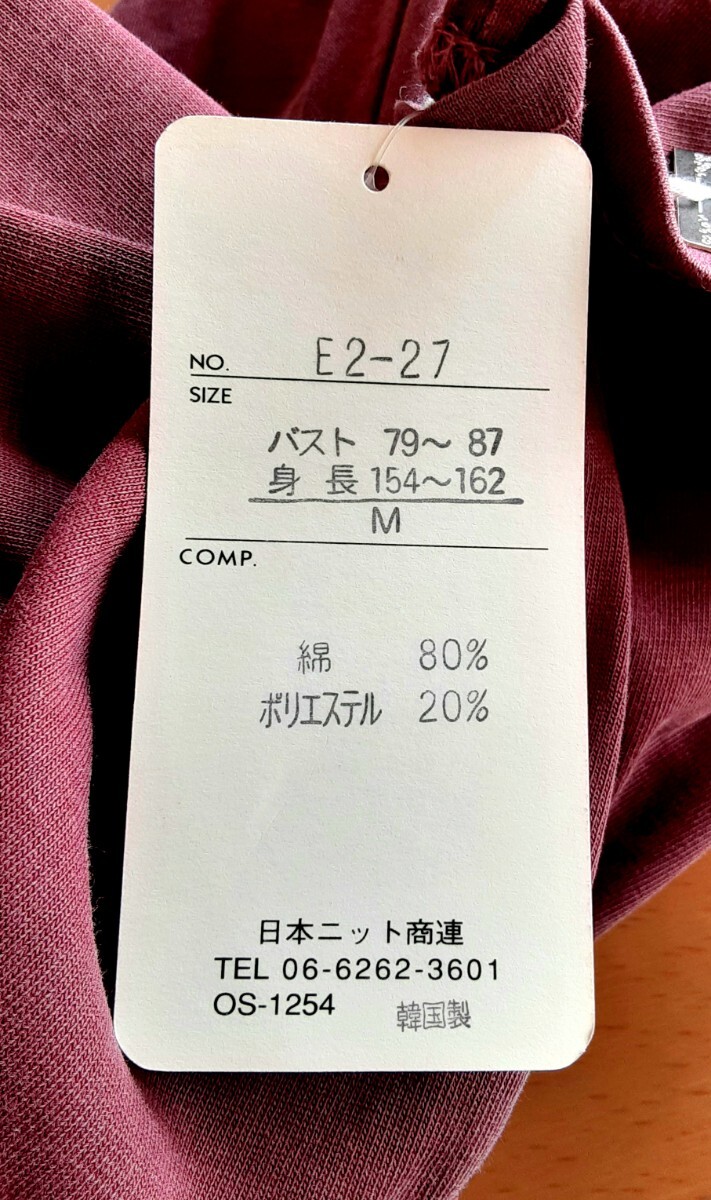 NO. E2-27
SIZE
バスト 79～87
身長 154～162
M
COMP.
綿 80%
ポリエステル 20%
日本ニット商連
TEL 06-6262-3601
OS-1254 韓国製